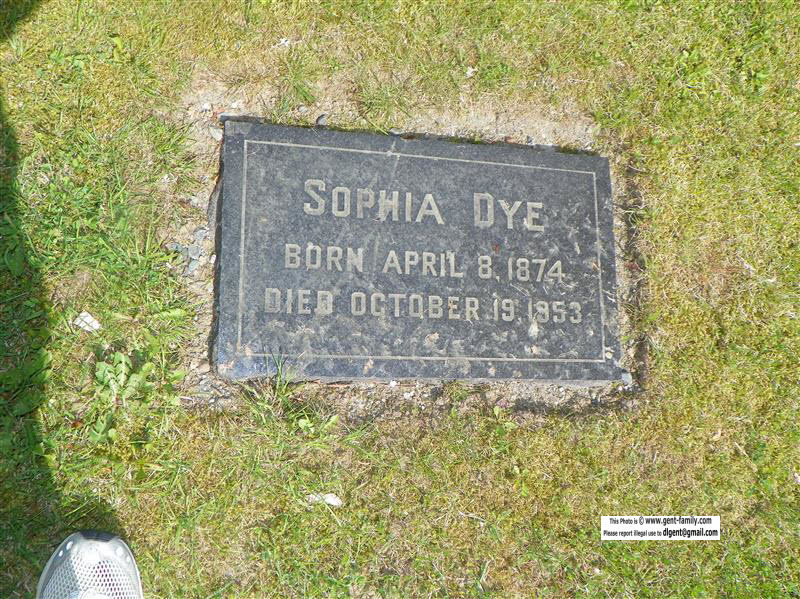 SOPHIA DYE
BORN APRIL 8, 1874
DIED OCTOBER 19, 1953
This Photo is © www.gent-family.com
Please report illegal use to dlgent@gmail.com